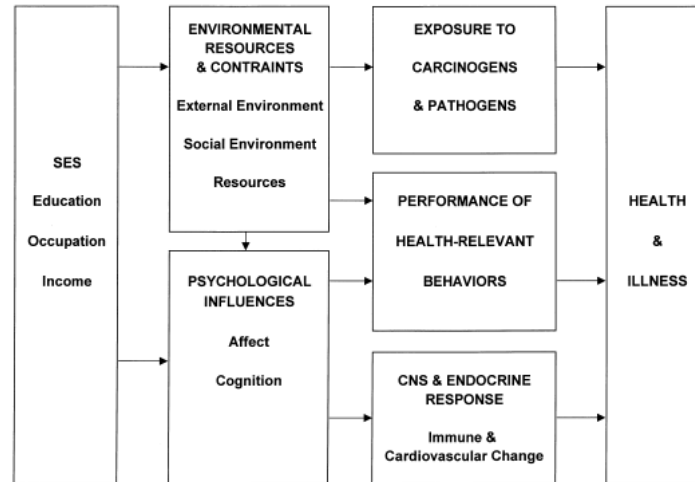 SES
Education
Occupation
Income
ENVIRONMENTAL
RESOURCES
& CONTRAINTS
External Environment
Social Environment
Resources
PSYCHOLOGICAL
INFLUENCES
Affect
Cognition
EXPOSURE TO
CARCINOGENS
& PATHOGENS
PERFORMANCE OF
HEALTH-RELEVANT
BEHAVIORS
CNS & ENDOCRINE
RESPONSE
Immune &
Cardiovascular Change
HEALTH
&
ILLNESS